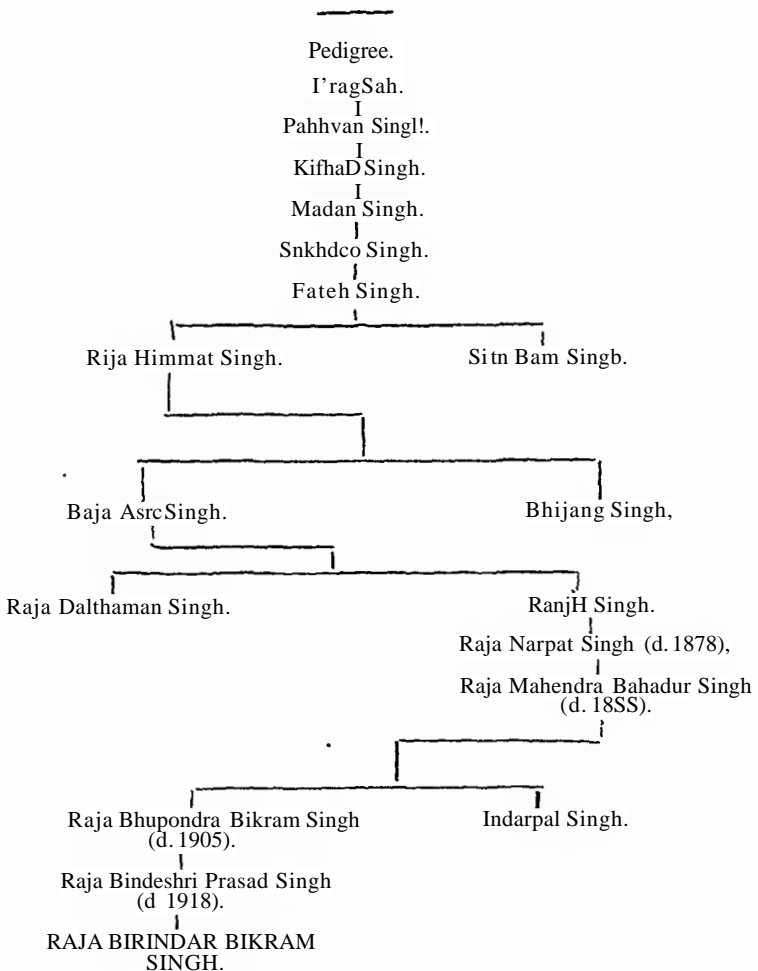 Pedigree.
I'ragSah.
I
Pahhvan Singl!.
I
KifhaD Singh.
I
Madan Singh.
Snkhdco Singh.
Fateh Singh.
Rija Himmat Singh.
Sitn Bam Singb.
Baja Asrc Singh.
Bhijang Singh,
Raja Dalthaman Singh.
RanjH Singh.
Raja Narpat Singh (d. 1878),
Raja Mahendra Bahadur Singh
(d. 18SS).
Raja Bhupondra Bikram Singh
(d. 1905).
Indarpal Singh.
Raja Bindeshri Prasad Singh
(d 1918).
RAJA BIRINDAR BIKRAM
SINGH.